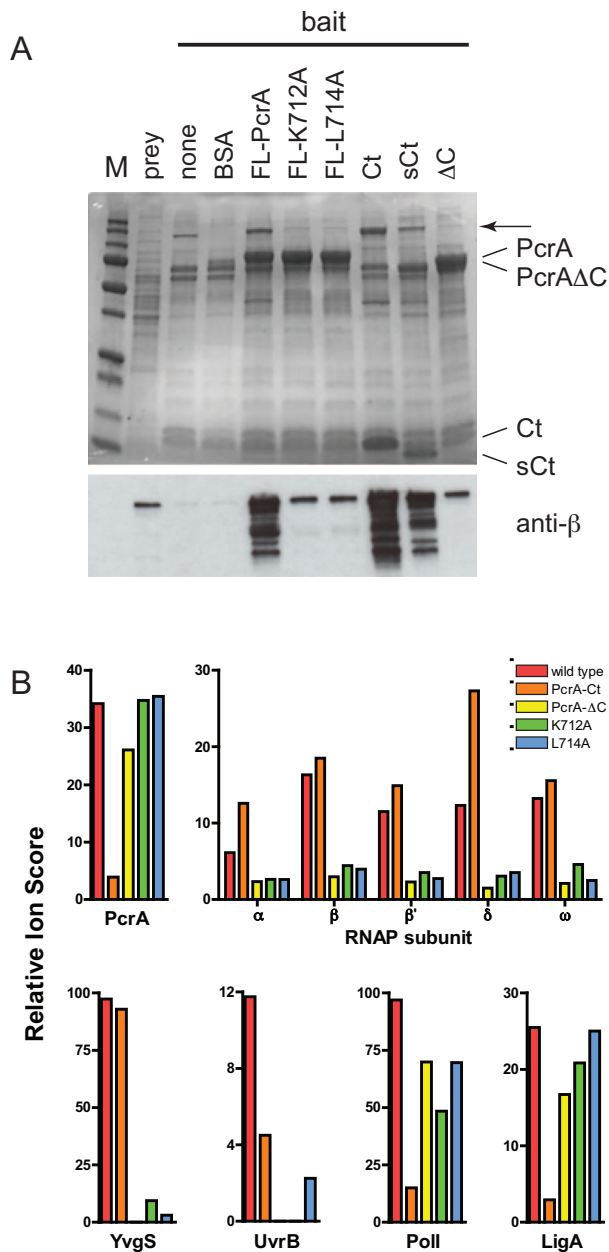 bait
A
M
prey
none
BSA
FL-PcrA
FL-K712A
FL-L714A
Ct
sCt
ΔC
PcrA
PcrAΔC
Ct
sCt
anti-β
B
Relative Ion Score
40
30
20
10
0
PcrA
30
20
10
0
wild type
PcrA-Ct
PcrA-ΔC
K712A
L714A
α
β
β'
δ
ω
RNAP subunit
100
75
50
25
0
YvgS
12
8
4
0
UvrB
100
75
50
25
0
PolI
30
20
10
0
LigA